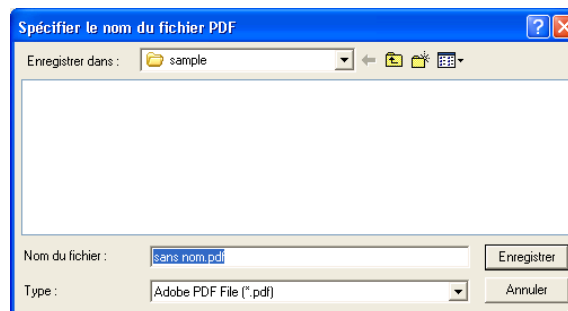 Spécifier le nom du fichier PDF
Enregistrer dans : sample
Nom du fichier : sans nom.pdf Enregistrer
Type : Adobe PDF File (*.pdf) Annuler